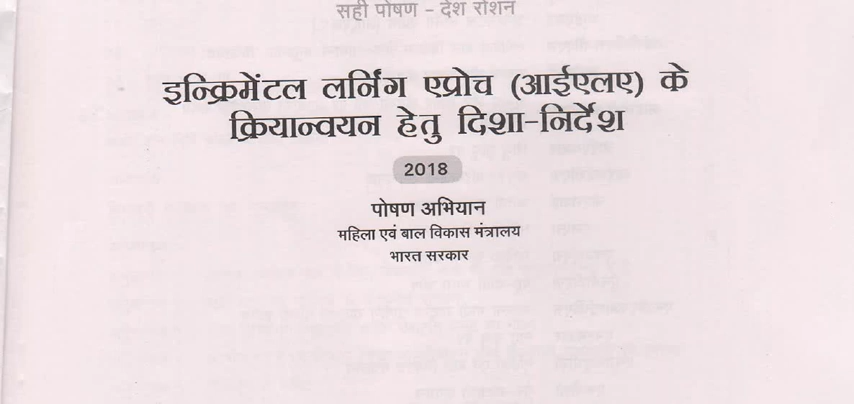 सही पोषण – देश रोशन
इन्क्रिमेंटल लर्निंग एप्रोच (आईएलए) के
क्रियान्वयन हेतु दिशा-निर्देश
2018
पोषण अभियान
महिला एवं बाल विकास मंत्रालय
भारत सरकार